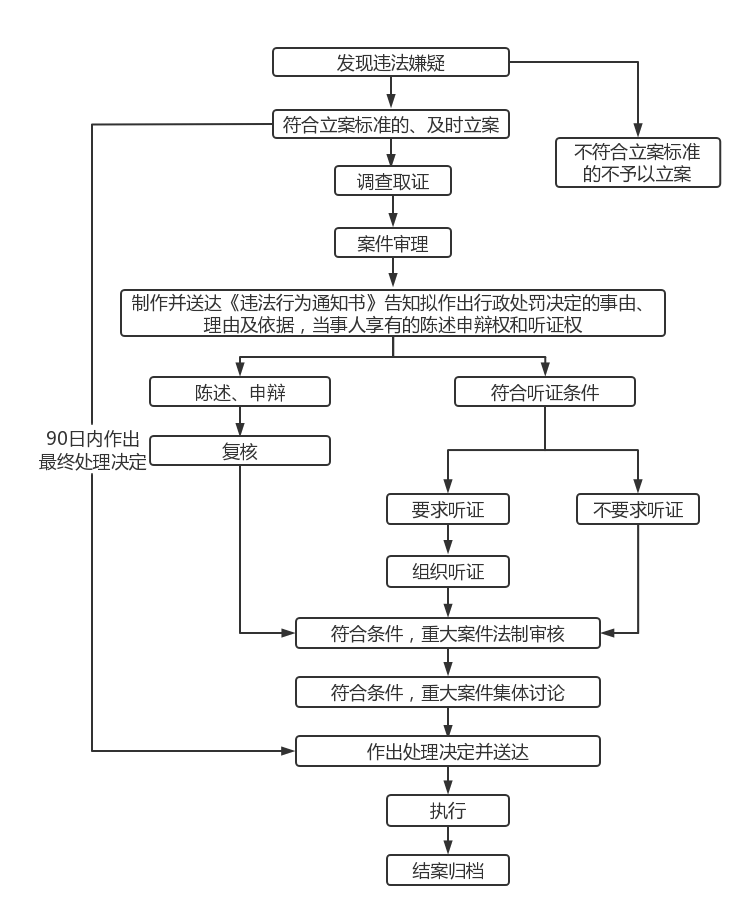 发现违法嫌疑
符合立案标准的、及时立案
不符合立案标准
的不予以立案
调查取证
案件审理
制作并送达《违法行为通知书》告知拟作出行政处罚决定的事由、
理由及依据，当事人享有的陈述申辩权和听证权
陈述、申辩
符合听证条件
90日内作出
最终处理决定
复核
要求听证
不要求听证
组织听证
符合条件，重大案件法制审核
符合条件，重大案件集体讨论
作出处理决定并送达
执行
结案归档